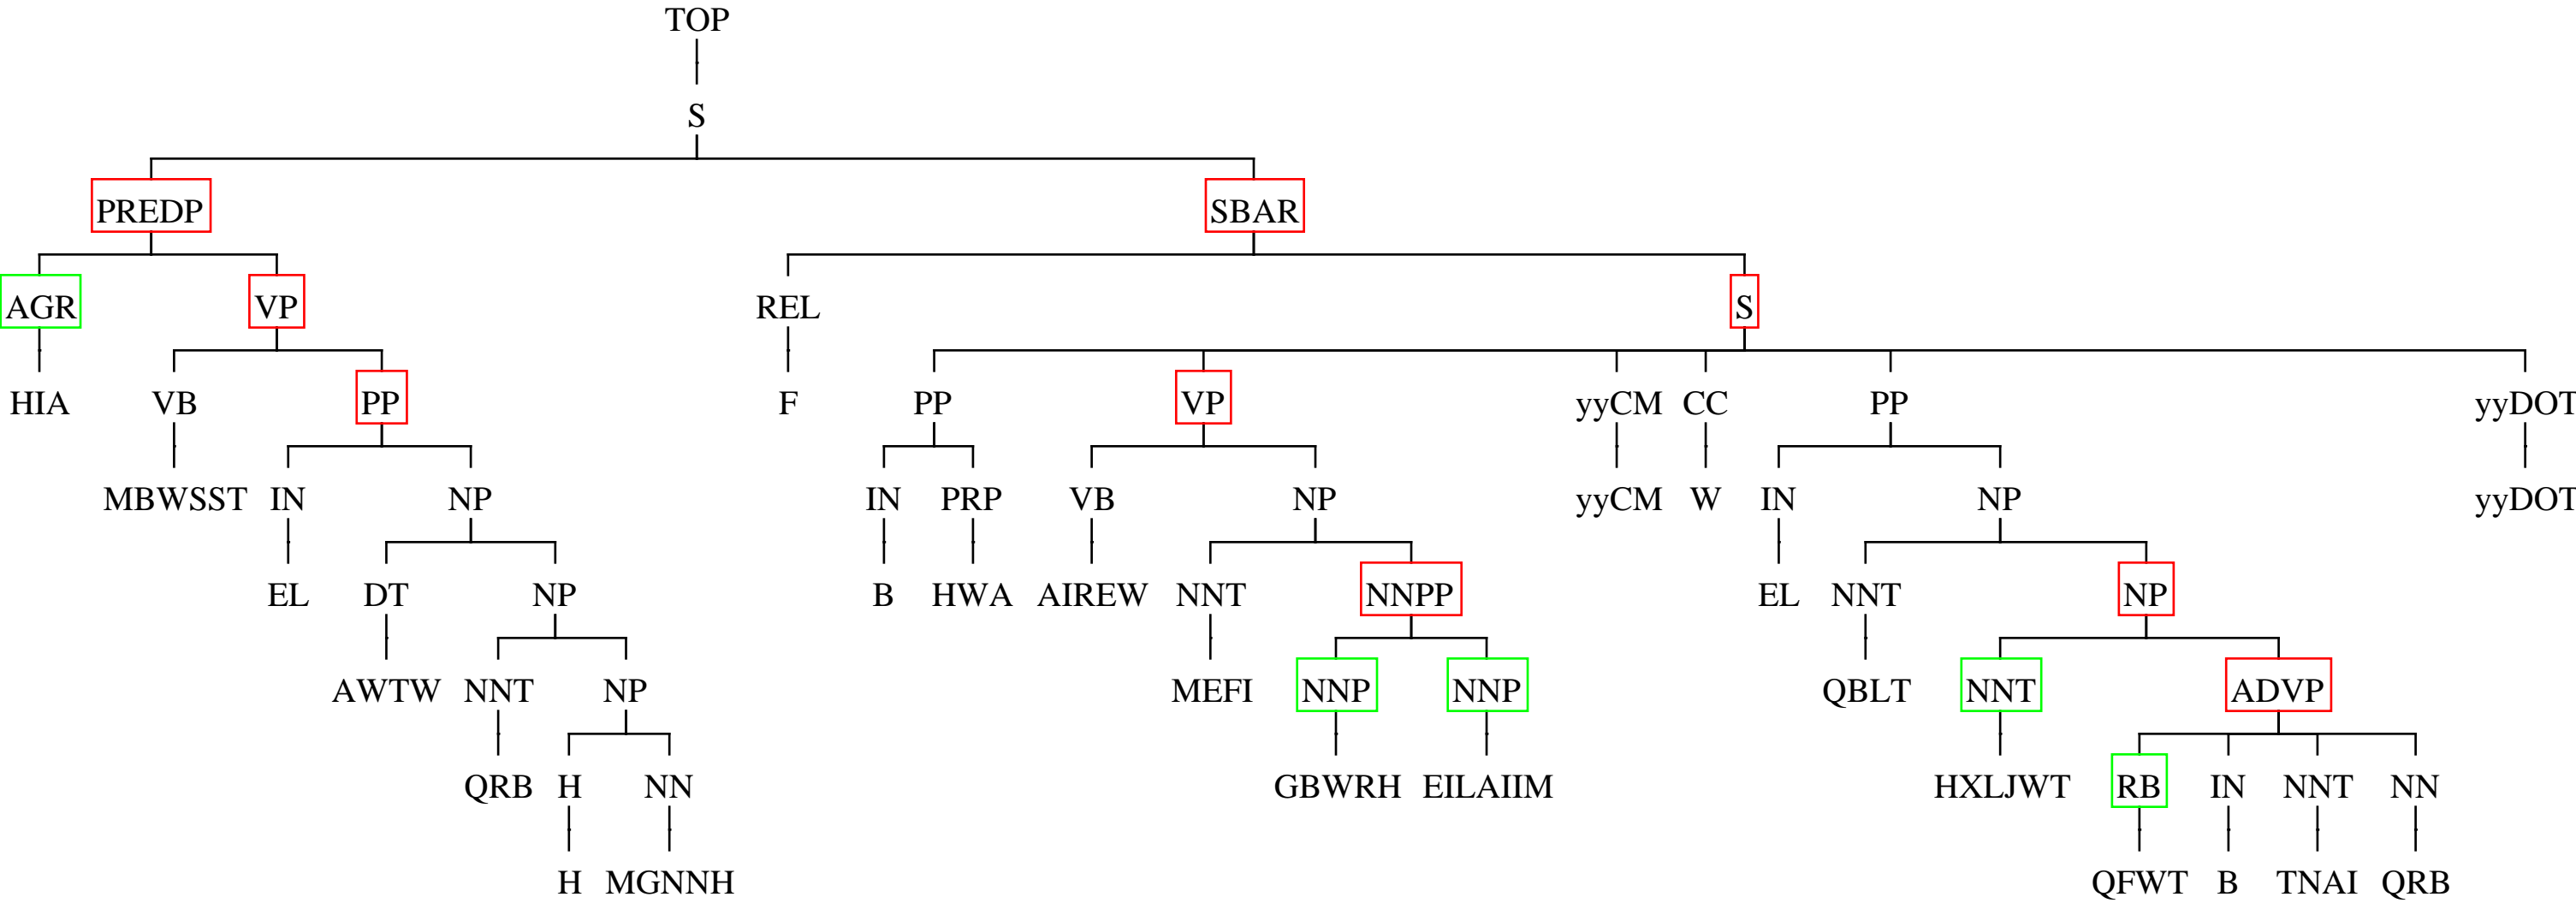 TOP
S
PREDP SBAR
AGR VP REL S
HIA VB PP F PP VP yyCM CC PP yyDOT
MBWSST IN NP IN PRP VB NP yyCM W IN NP yyDOT
EL DT NP B HWA AIREW NNT NNPP EL NNT NP
AWTW NNT NP MEFI NNP NNP QBLT NNT ADVP
QRB H NN GBWRH EILAIIM HXLJWT RB IN NNT NN
H MGNNH QFWT B TNAI QRB